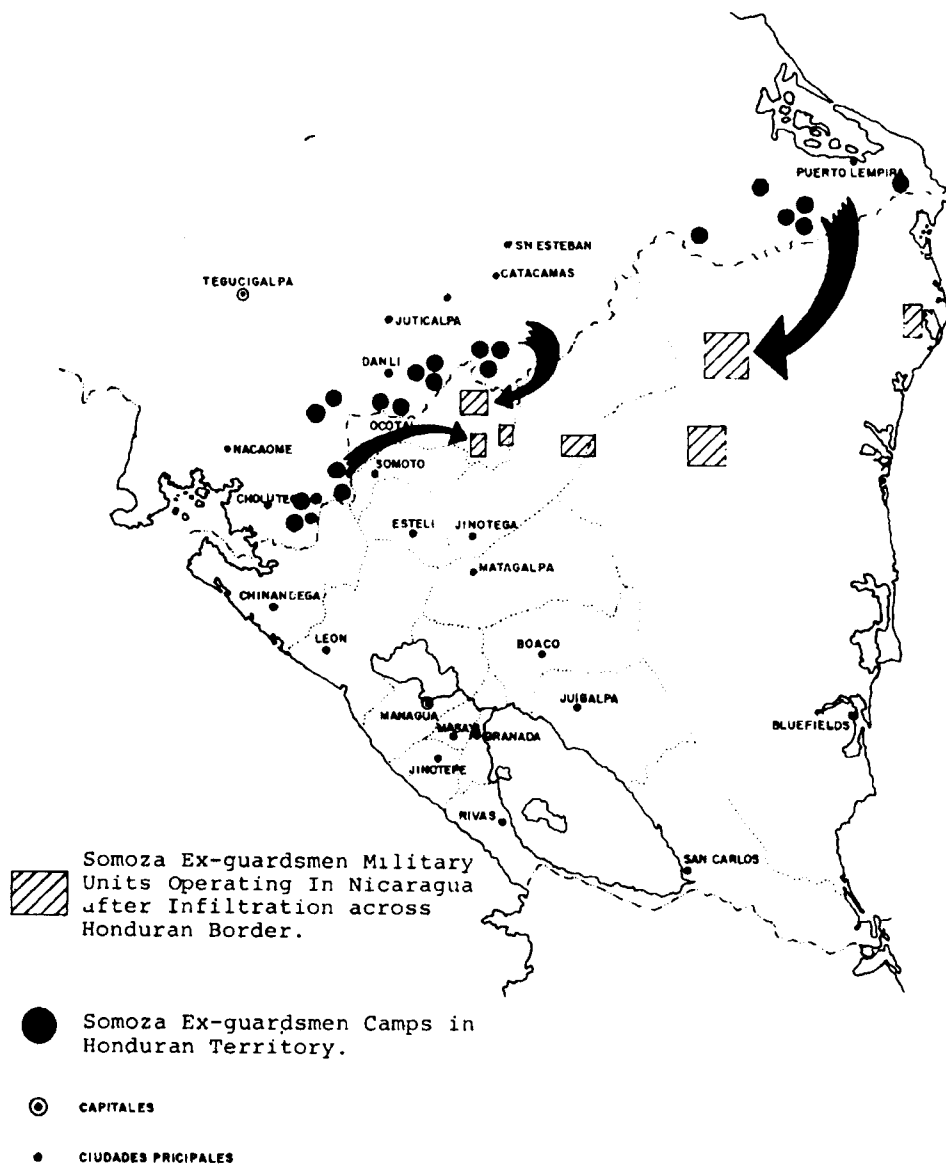 PUERTO LEMPIRA
SN ESTEBAN
CATACAMAS
TEGUCIGALPA
JUTICALPA
DANLI
OCOTAL
NACAOME
SOMOTO
CHOLUTE
ESTELI
JINOTEGA
MATAGALPA
CHINANDEGA
LEON
BOACO
JUIGALPA
MANAGUA
MASAYA
GRANADA
BLUEFIELDS
JINOTEPE
RIVAS
SAN CARLOS
Somoza Ex-guardsmen Military
Units Operating In Nicaragua
after Infiltration across
Honduran Border.
Somoza Ex-guardsmen Camps in
Honduran Territory.
CAPITALES
CIUDADES PRICIPALES